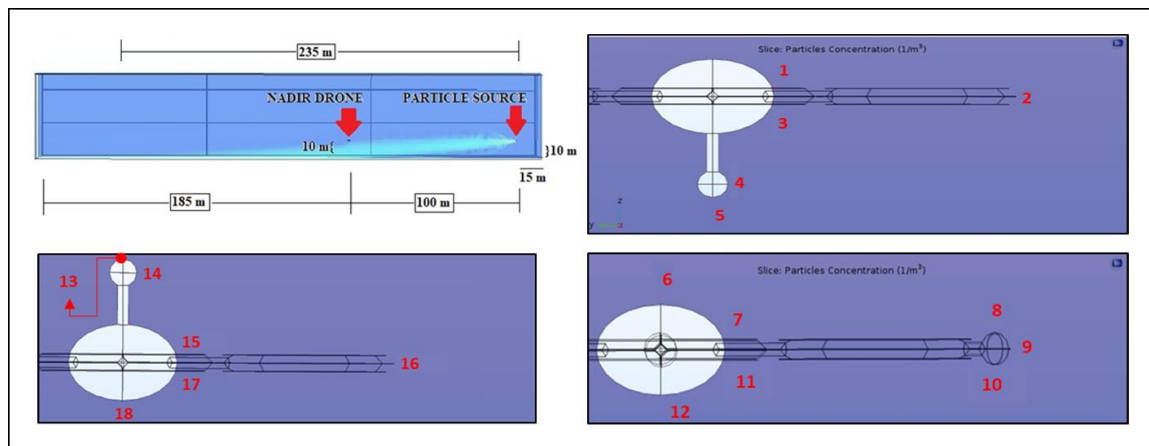 235 m
NADIR DRONE
PARTICLE SOURCE
10 m{
}10 m
15 m
185 m
100 m
Slice: Particles Concentration (1/m³)
1
2
3
4
5
z
y
x
13
14
15
16
17
18
Slice: Particles Concentration (1/m³)
6
7
8
9
10
11
12